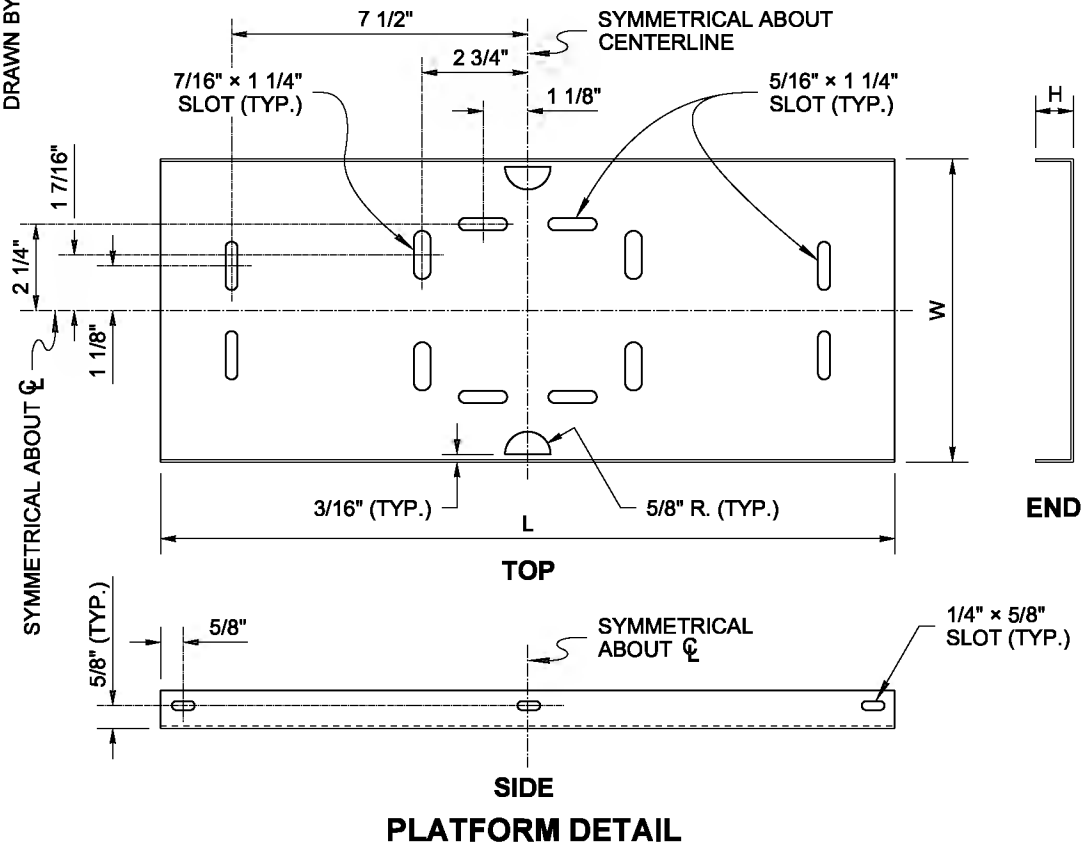 DRAWN BY
7 1/2"
SYMMETRICAL ABOUT
CENTERLINE
2 3/4"
7/16" × 1 1/4"
SLOT (TYP.)
1 1/8"
5/16" × 1 1/4"
SLOT (TYP.)
H
1 7/16"
2 1/4"
1 1/8"
SYMMETRICAL ABOUT ℄
W
3/16" (TYP.)
5/8" R. (TYP.)
L
END
TOP
5/8" (TYP.)
5/8"
SYMMETRICAL
ABOUT ℄
1/4" × 5/8"
SLOT (TYP.)
SIDE
PLATFORM DETAIL